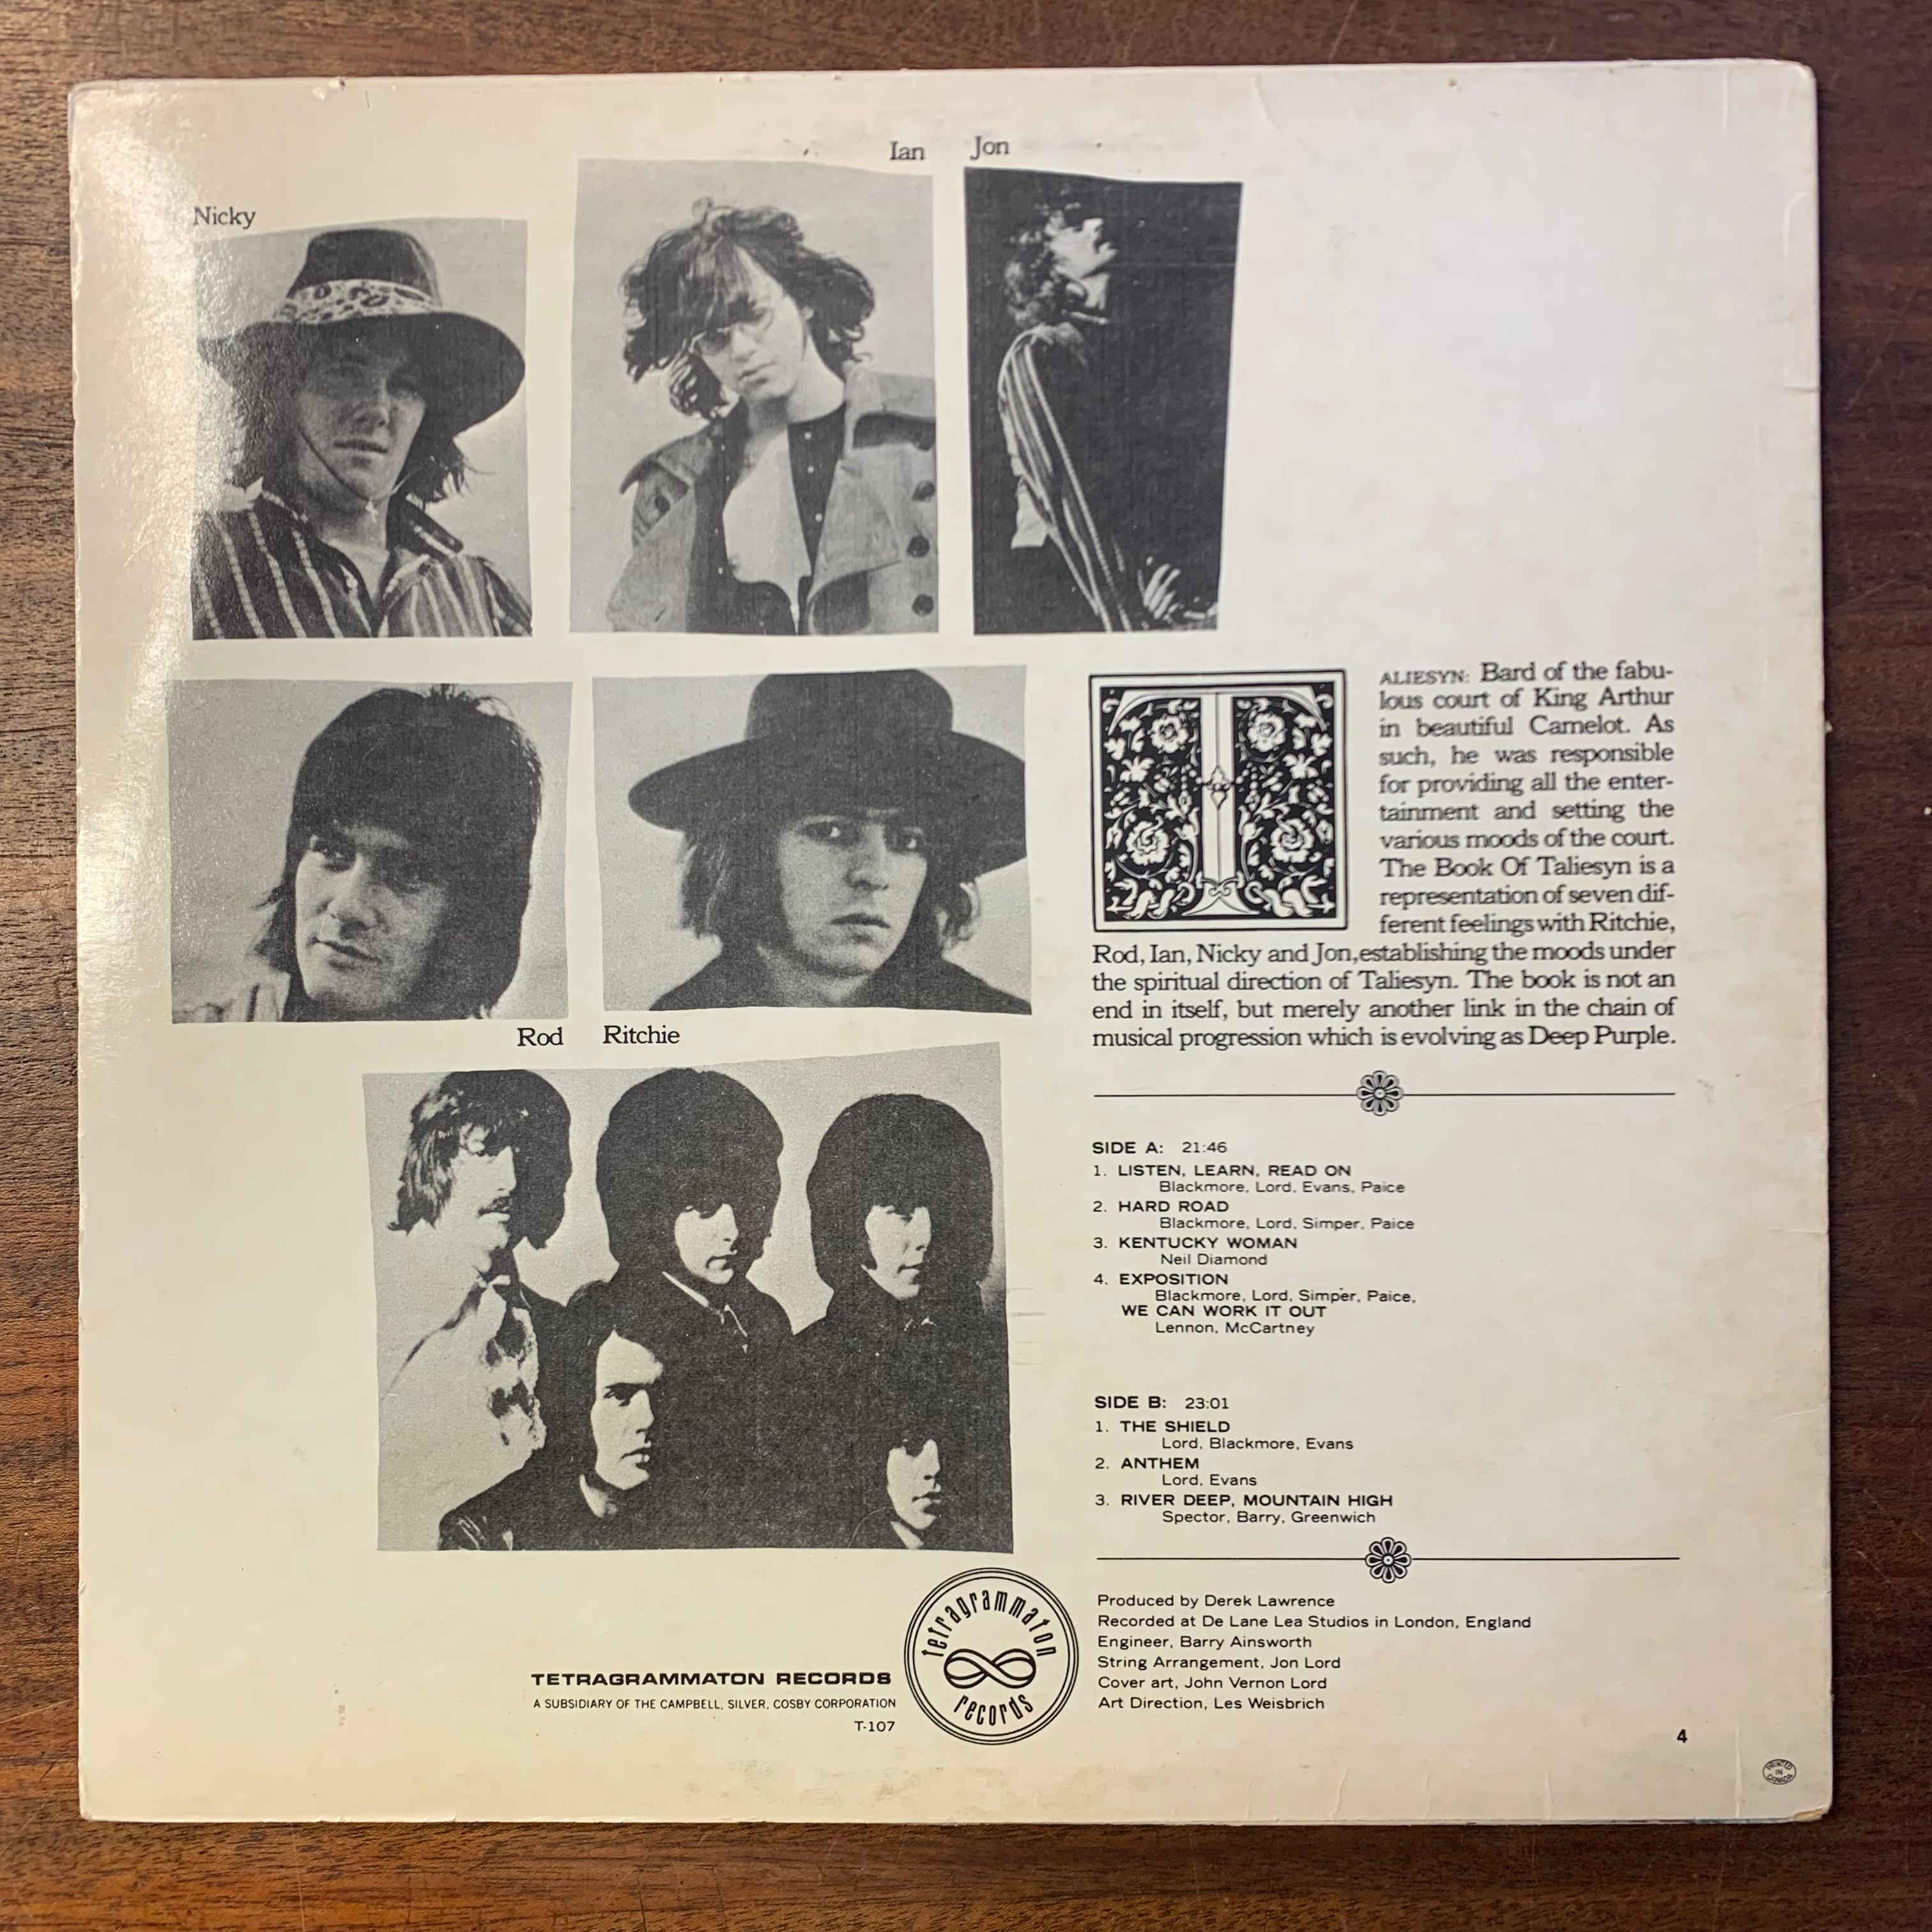 Nicky
Ian
Jon
Rod
Ritchie
T
ALIESYN: Bard of the fabu-
lous court of King Arthur
in beautiful Camelot. As
such, he was responsible
for providing all the enter-
tainment and setting the
various moods of the court.
The Book Of Taliesyn is a
representation of seven dif-
ferent feelings with Ritchie,
Rod, Ian, Nicky and Jon,establishing the moods under
the spiritual direction of Taliesyn. The book is not an
end in itself, but merely another link in the chain of
musical progression which is evolving as Deep Purple.
SIDE A: 21:46
1. LISTEN, LEARN, READ ON
Blackmore, Lord, Evans, Paice
2. HARD ROAD
Blackmore, Lord, Simper, Paice
3. KENTUCKY WOMAN
Neil Diamond
4. EXPOSITION
Blackmore, Lord, Simper, Paice,
WE CAN WORK IT OUT
Lennon, McCartney
SIDE B: 23:01
1. THE SHIELD
Lord, Blackmore, Evans
2. ANTHEM
Lord, Evans
3. RIVER DEEP, MOUNTAIN HIGH
Spector, Barry, Greenwich
Produced by Derek Lawrence
Recorded at De Lane Lea Studios in London, England
Engineer, Barry Ainsworth
String Arrangement, Jon Lord
Cover art, John Vernon Lord
Art Direction, Les Weisbrich
TETRAGRAMMATON RECORDS
A SUBSIDIARY OF THE CAMPBELL, SILVER, COSBY CORPORATION
T-107
tetragrammaton
records
4
PRINTED
IN
CANADA